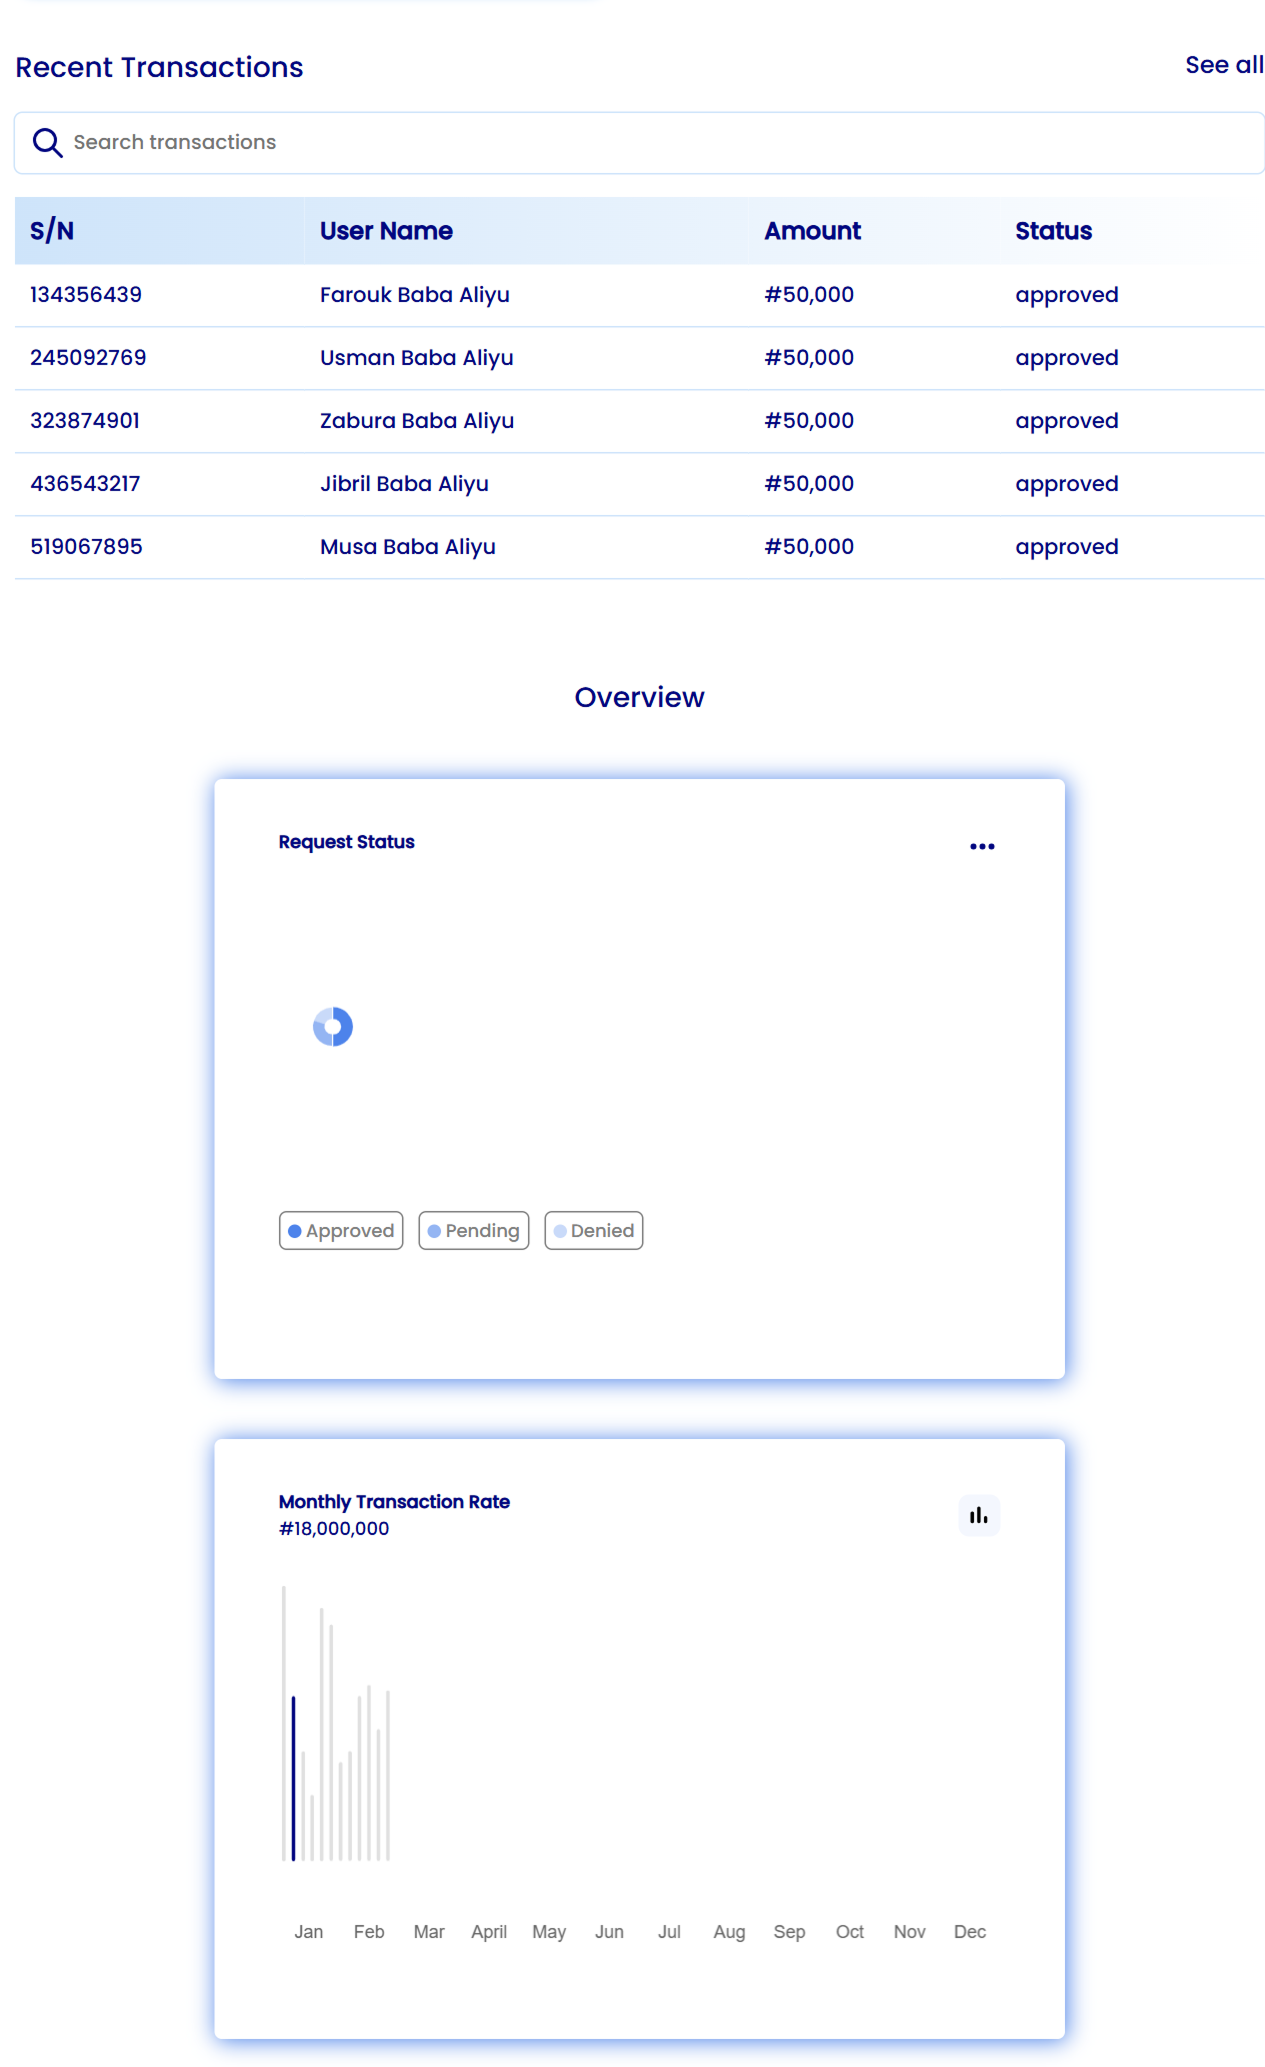 Recent Transactions See all
Search transactions
S/N User Name Amount Status
134356439 Farouk Baba Aliyu #50,000 approved
245092769 Usman Baba Aliyu #50,000 approved
323874901 Zabura Baba Aliyu #50,000 approved
436543217 Jibril Baba Aliyu #50,000 approved
519067895 Musa Baba Aliyu #50,000 approved
Overview
Request Status
Approved Pending Denied
Monthly Transaction Rate
#18,000,000
Jan Feb Mar April May Jun Jul Aug Sep Oct Nov Dec